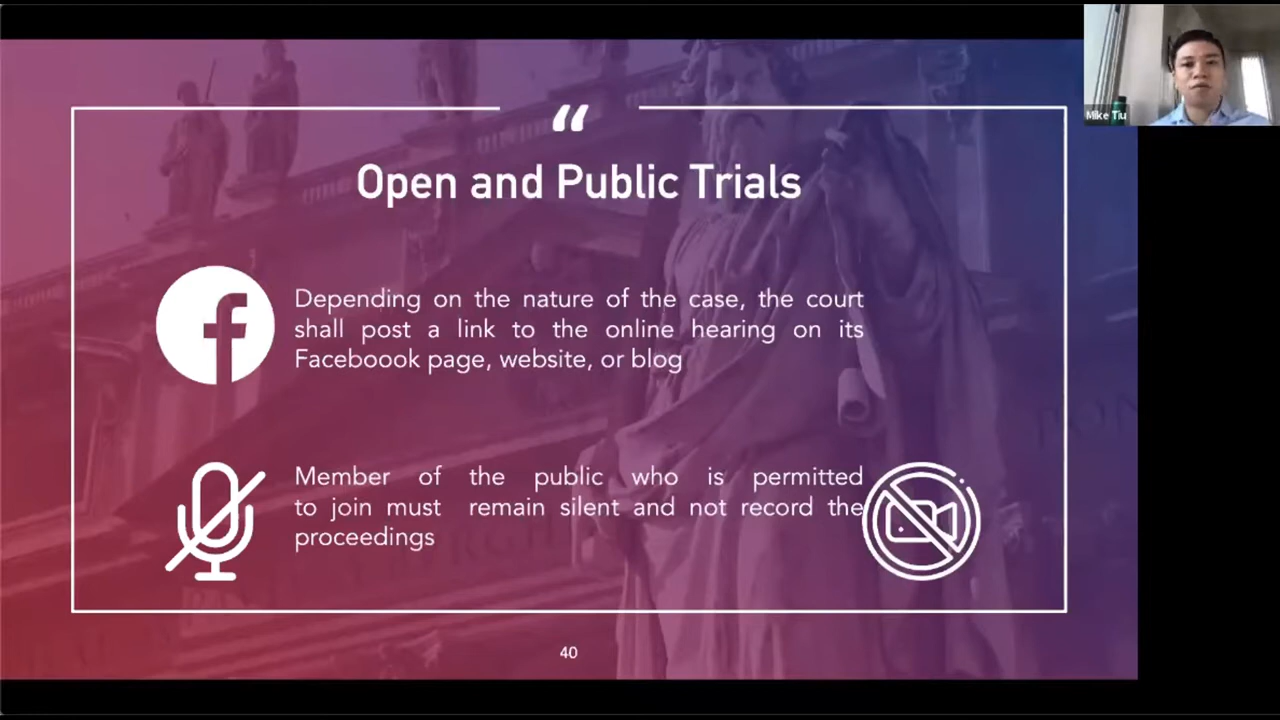 Mike Tiu
“
Open and Public Trials
Depending on the nature of the case, the court
shall post a link to the online hearing on its
Faceboook page, website, or blog
Member of the public who is permitted
to join must remain silent and not record the
proceedings
40